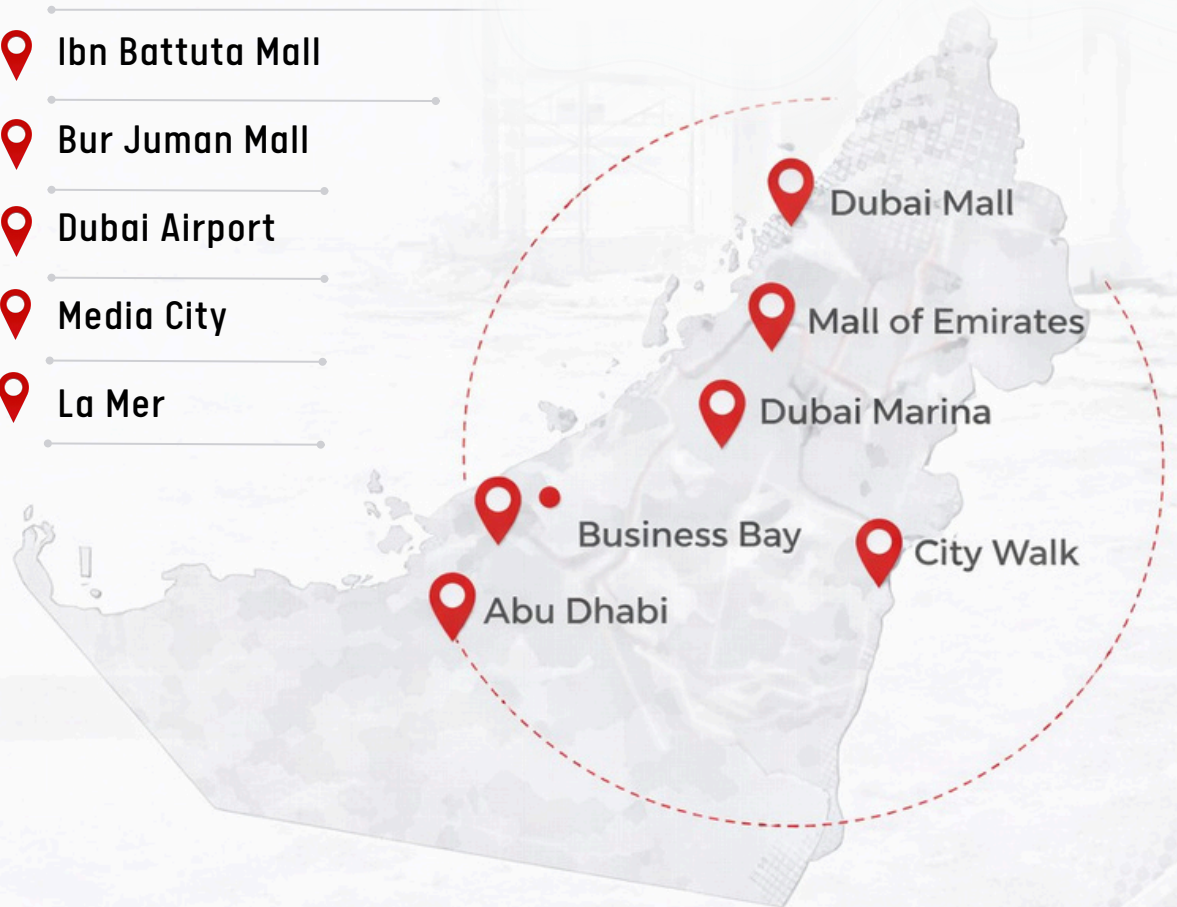 Ibn Battuta Mall
Bur Juman Mall
Dubai Airport
Media City
La Mer
Dubai Mall
Mall of Emirates
Dubai Marina
Business Bay
City Walk
Abu Dhabi